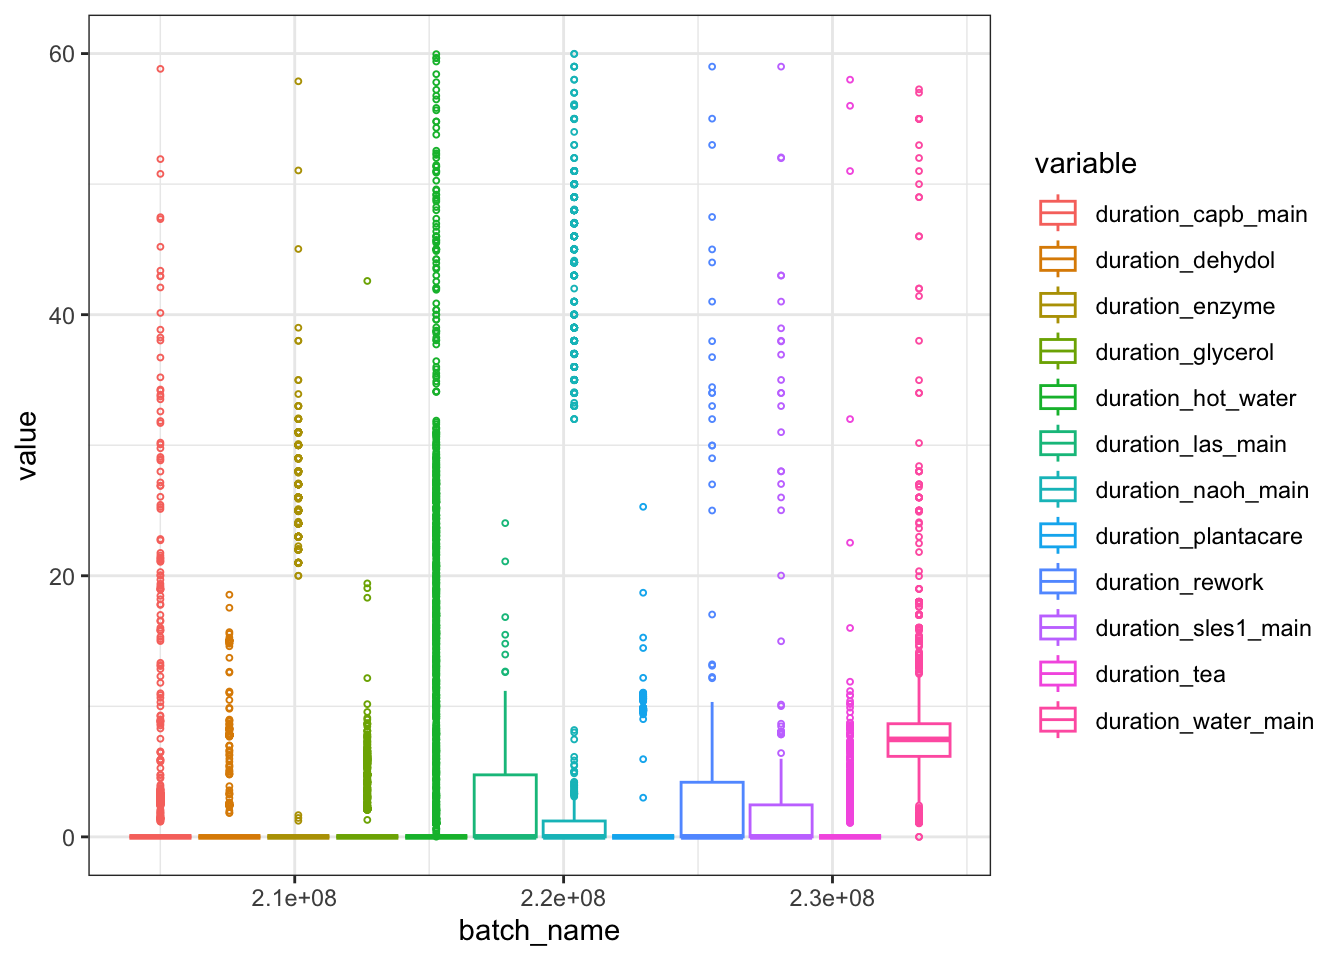 60
40
20
0
value
2.1e+08 2.2e+08 2.3e+08
batch_name
variable
duration_capb_main
duration_dehydol
duration_enzyme
duration_glycerol
duration_hot_water
duration_las_main
duration_naoh_main
duration_plantacare
duration_rework
duration_sles1_main
duration_tea
duration_water_main